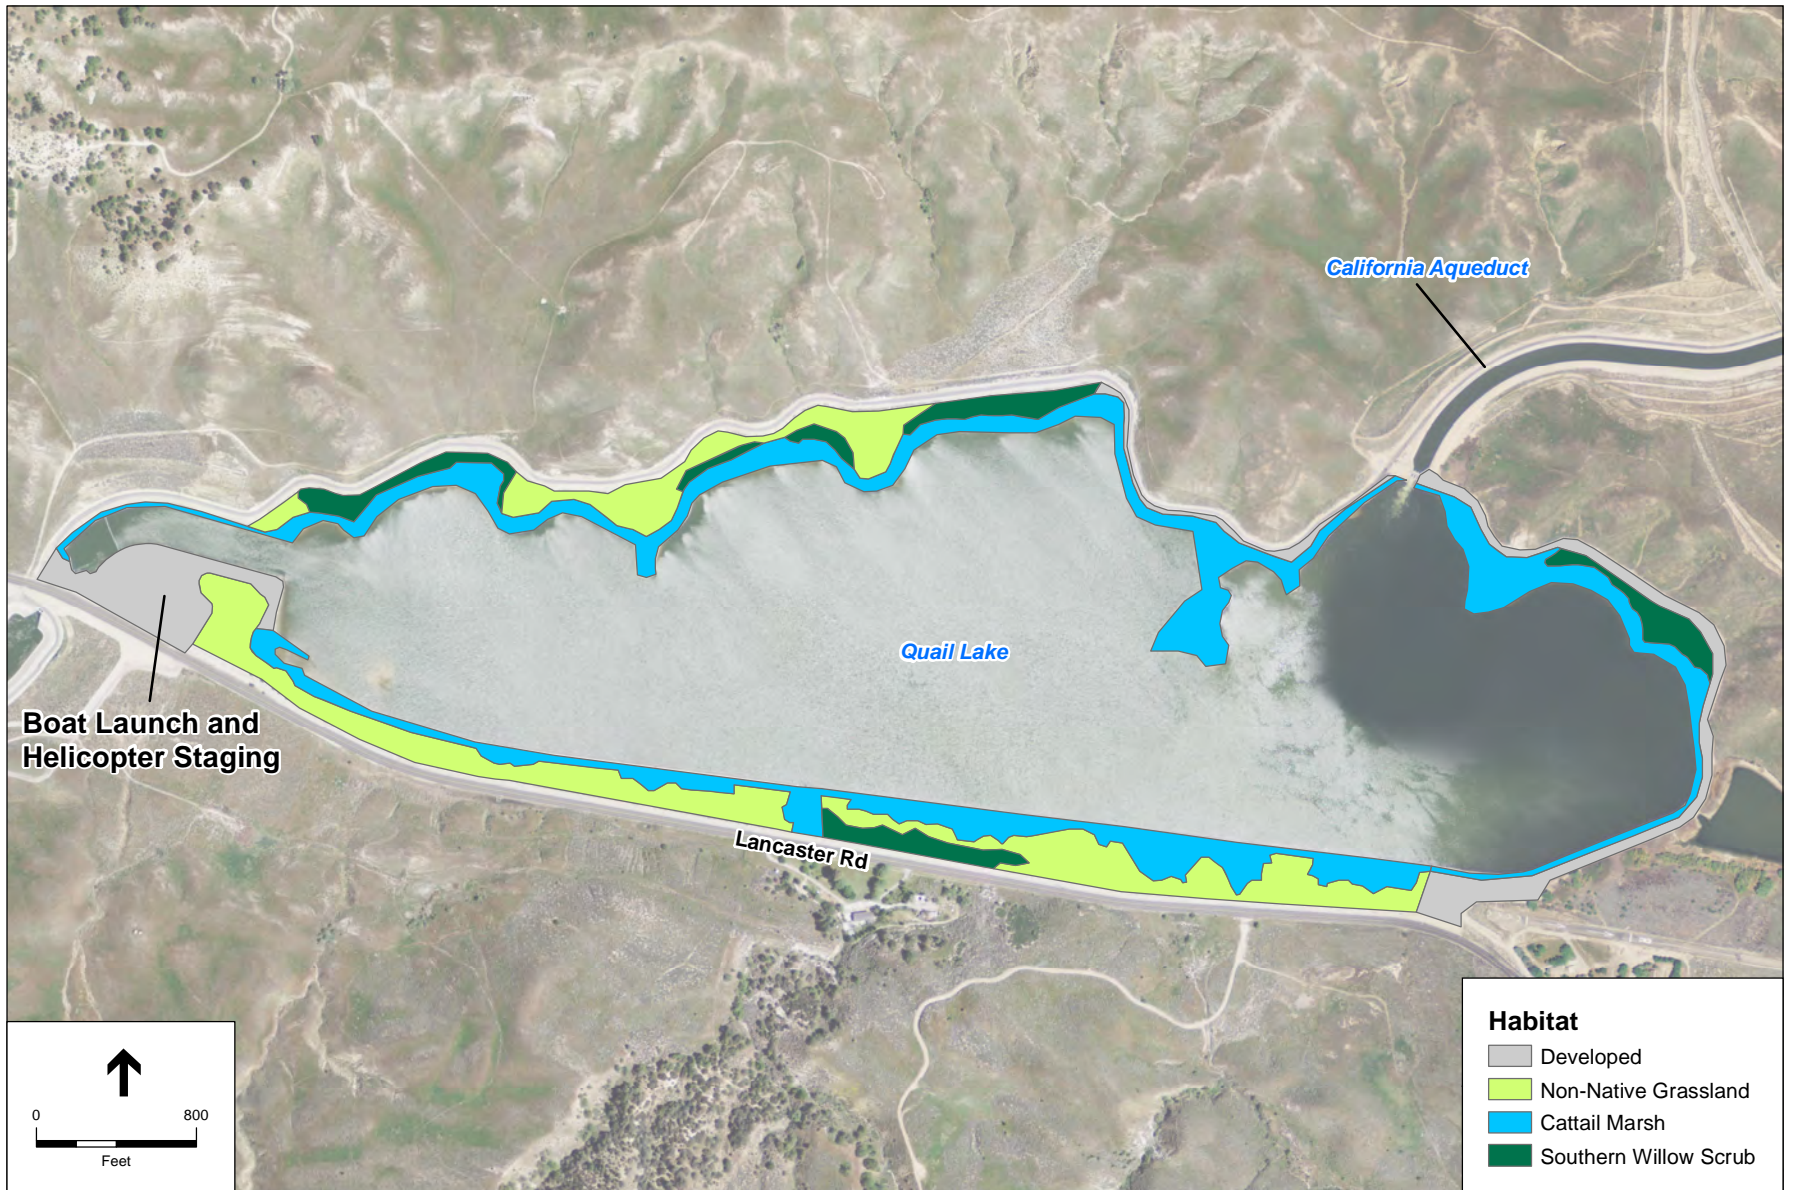 California Aqueduct
Quail Lake
Boat Launch and
Helicopter Staging
Lancaster Rd
Habitat
Developed
Non-Native Grassland
Cattail Marsh
Southern Willow Scrub
0 800
Feet